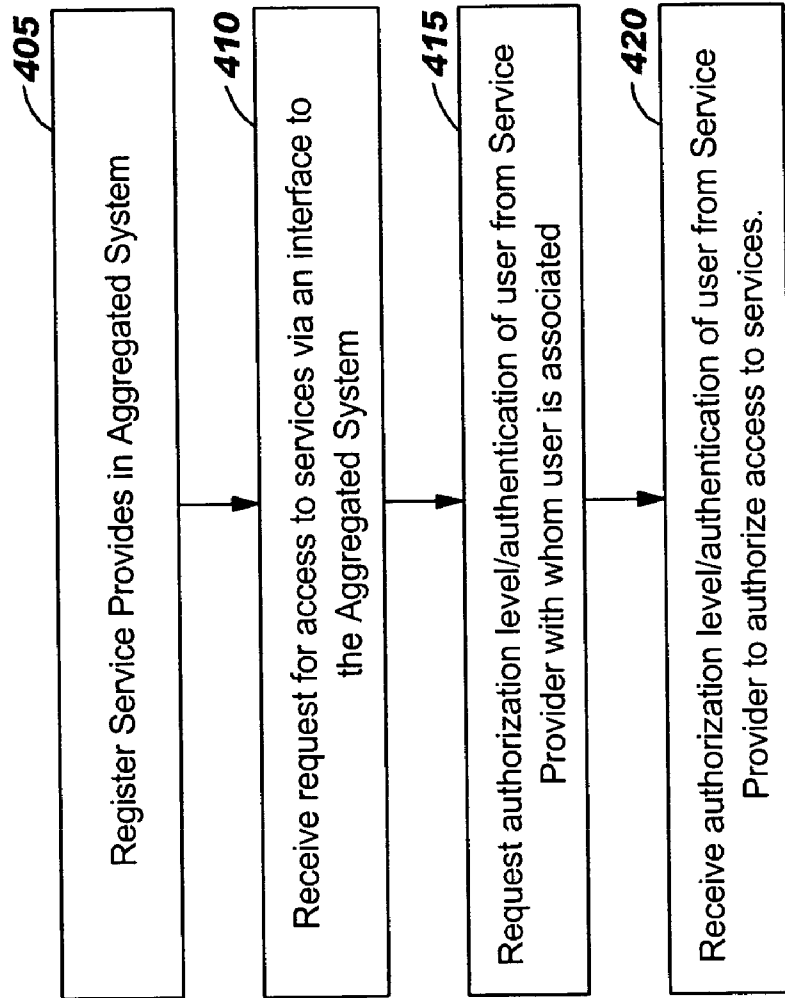 405
Register Service Provides in Aggregated System
410
Receive request for access to services via an interface to
the Aggregated System
415
Request authorization level/authentication of user from Service
Provider with whom user is associated
420
Receive authorization level/authentication of user from Service
Provider to authorize access to services.